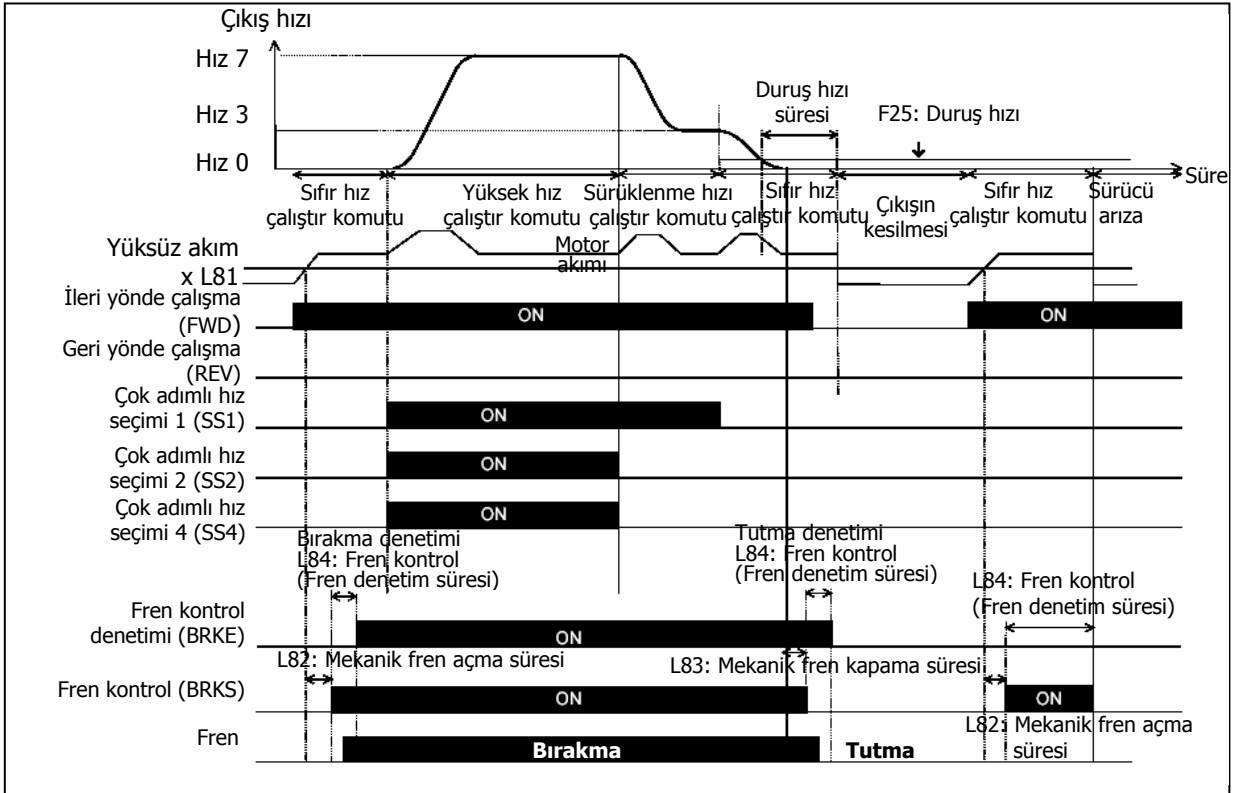 Çıkış hızı
Hız 7
Hız 3
Hız 0
Duruş hızı
süresi
F25: Duruş hızı
Süre
Sıfır hız
çalıştır komutu
Yüksek hız
çalıştır komutu
Sürüklenme hızı
çalıştır komutu
Sıfır hız
çalıştır komutu
Çıkışın
kesilmesi
Sıfır hız
çalıştır komutu
Sürücü
arıza
Yüksüz akım
x L81
Motor
akımı
İleri yönde çalışma
(FWD)
ON
ON
Geri yönde çalışma
(REV)
Çok adımlı hız
seçimi 1 (SS1)
ON
Çok adımlı hız
seçimi 2 (SS2)
ON
Çok adımlı hız
seçimi 4 (SS4)
ON
Bırakma denetimi
L84: Fren kontrol
(Fren denetim süresi)
Tutma denetimi
L84: Fren kontrol
(Fren denetim süresi)
L84: Fren kontrol
(Fren denetim süresi)
Fren kontrol
denetimi (BRKE)
ON
L82: Mekanik fren açma süresi
L83: Mekanik fren kapama süresi
Fren kontrol (BRKS)
ON
ON
L82: Mekanik fren açma
süresi
Fren
Bırakma
Tutma